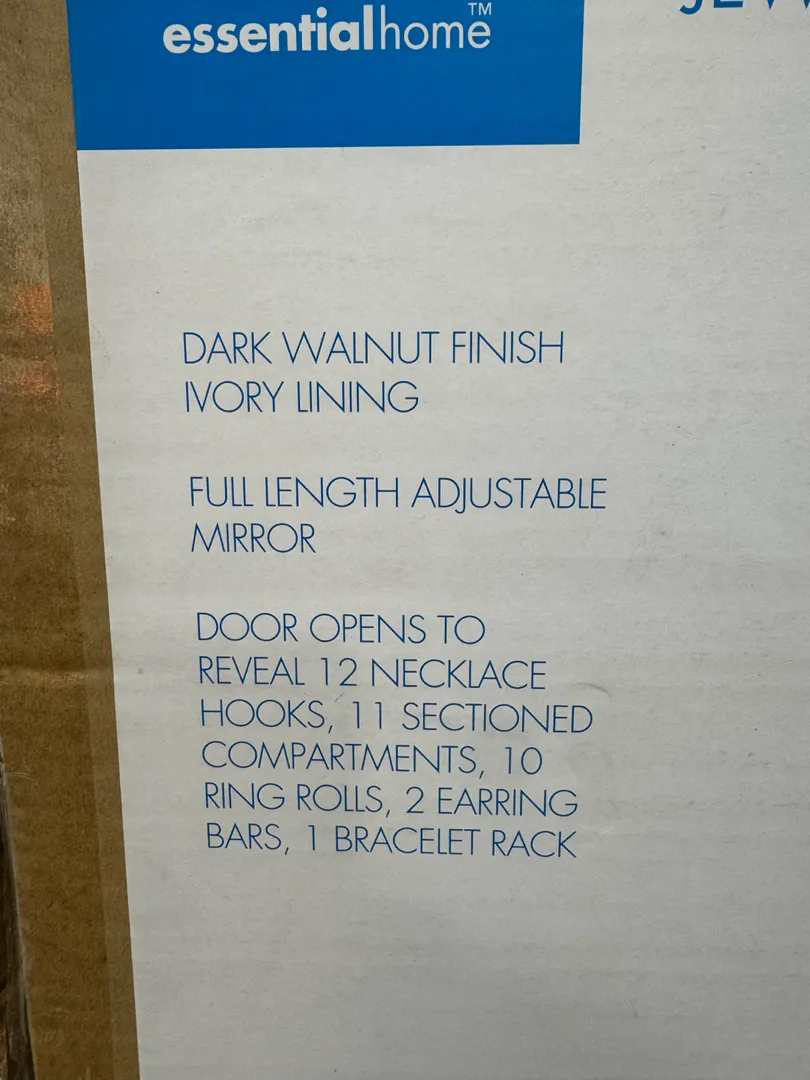 essentialhome™
DARK WALNUT FINISH
IVORY LINING
FULL LENGTH ADJUSTABLE
MIRROR
DOOR OPENS TO
REVEAL 12 NECKLACE
HOOKS, 11 SECTIONED
COMPARTMENTS, 10
RING ROLLS, 2 EARRING
BARS, 1 BRACELET RACK